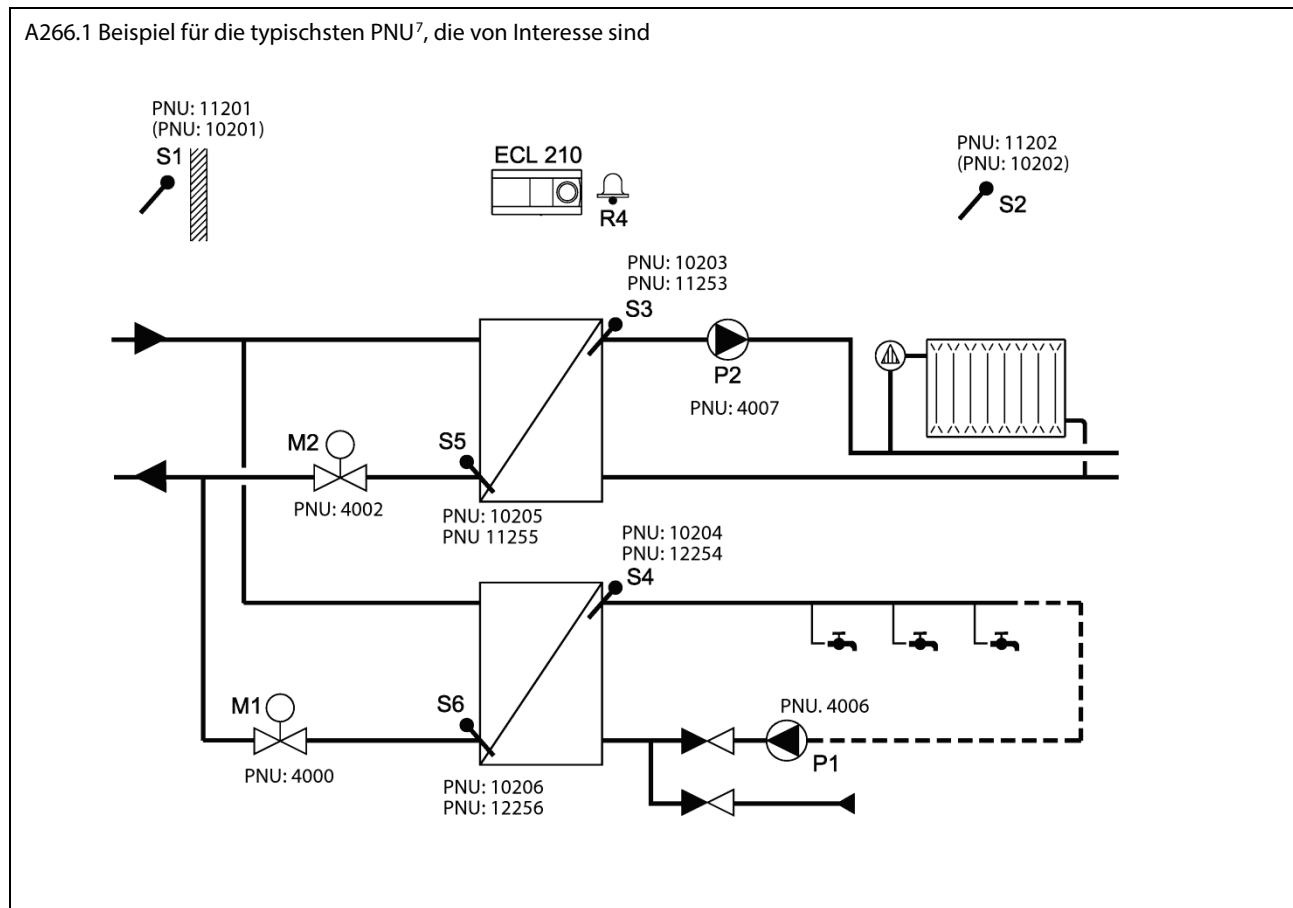 A266.1 Beispiel für die typischsten PNU⁷, die von Interesse sind
PNU: 11201
(PNU: 10201)
S1
ECL 210
R4
PNU: 11202
(PNU: 10202)
S2
PNU: 10203
PNU: 11253
S3
P2
PNU: 4007
M2
S5
PNU: 4002
PNU: 10205
PNU 11255
PNU: 10204
PNU: 12254
S4
M1
S6
PNU. 4006
P1
PNU: 4000
PNU: 10206
PNU: 12256